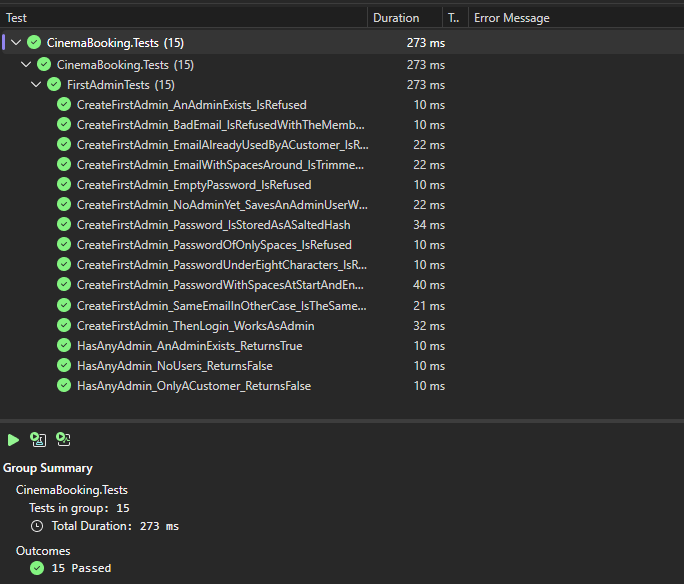 Test Duration T.. Error Message
CinemaBooking.Tests (15) 273 ms
CinemaBooking.Tests (15) 273 ms
FirstAdminTests (15) 273 ms
CreateFirstAdmin_AnAdminExists_IsRefused 10 ms
CreateFirstAdmin_BadEmail_IsRefusedWithTheMemb... 10 ms
CreateFirstAdmin_EmailAlreadyUsedByACustomer_IsR... 22 ms
CreateFirstAdmin_EmailWithSpacesAround_IsTrimme... 22 ms
CreateFirstAdmin_EmptyPassword_IsRefused 10 ms
CreateFirstAdmin_NoAdminYet_SavesAnAdminUserW... 22 ms
CreateFirstAdmin_Password_IsStoredAsASaltedHash 34 ms
CreateFirstAdmin_PasswordOfOnlySpaces_IsRefused 10 ms
CreateFirstAdmin_PasswordUnderEightCharacters_IsR... 10 ms
CreateFirstAdmin_PasswordWithSpacesAtStartAndEn... 40 ms
CreateFirstAdmin_SameEmailInOtherCase_IsTheSame... 21 ms
CreateFirstAdmin_ThenLogin_WorksAsAdmin 32 ms
HasAnyAdmin_AnAdminExists_ReturnsTrue 10 ms
HasAnyAdmin_NoUsers_ReturnsFalse 10 ms
HasAnyAdmin_OnlyACustomer_ReturnsFalse 10 ms
Group Summary
CinemaBooking.Tests
Tests in group: 15
Total Duration: 273 ms
Outcomes
15 Passed